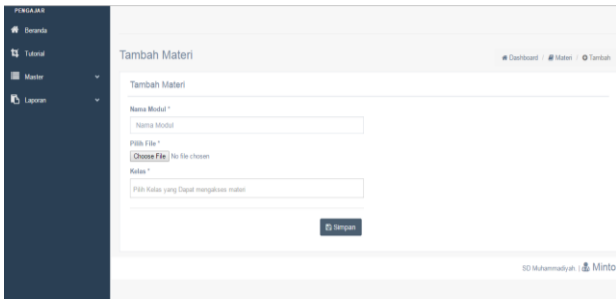 PENGAJAR
Beranda
Tutorial
Master
Laporan
Tambah Materi
Dashboard / Materi / Tambah
Tambah Materi
Nama Modul *
Nama Modul
Pilih File *
Choose File No file chosen
Kelas *
Pilih Kelas yang Dapat mengakses materi
Simpan
SD Muhammadiyah | Minto